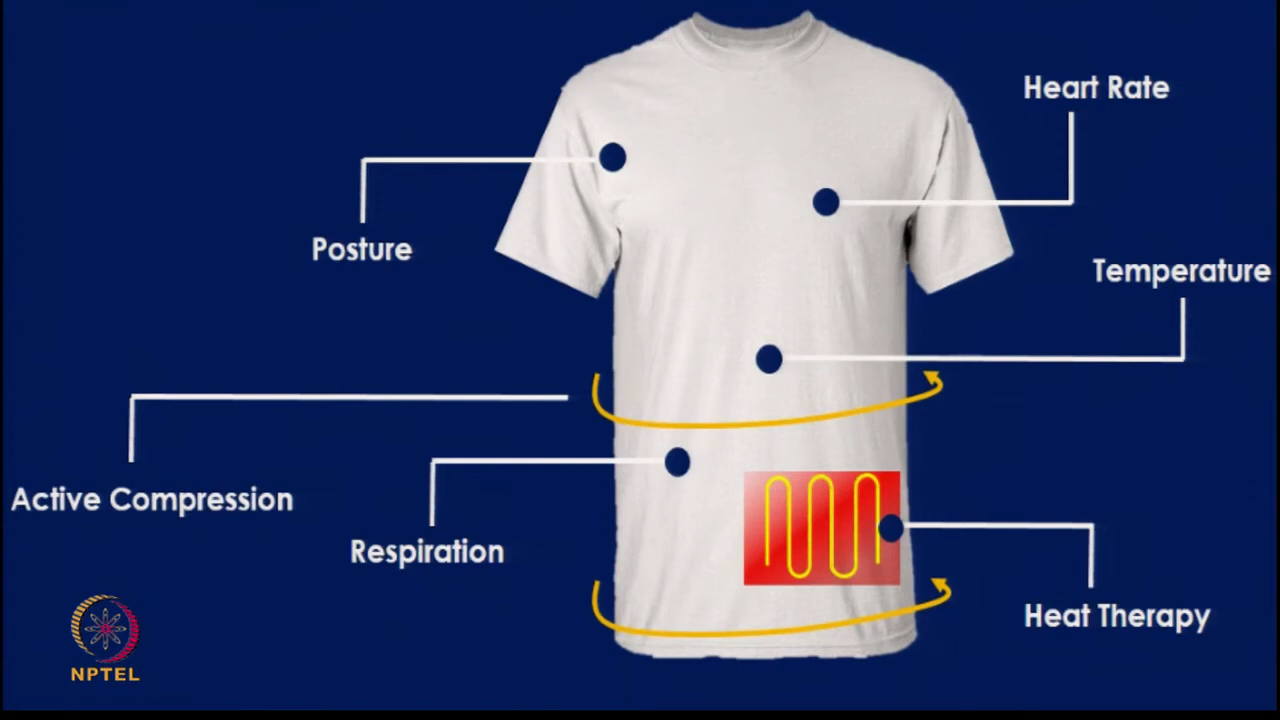 Heart Rate
Posture
Temperature
Active Compression
Respiration
Heat Therapy
NPTEL